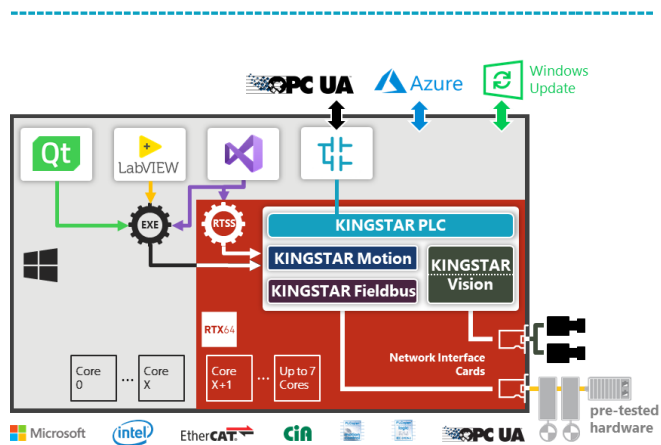 OPC UA
Azure
Windows
Update
Qt
LabVIEW
EXE
RTSS
KINGSTAR PLC
KINGSTAR Motion
KINGSTAR Fieldbus
KINGSTAR
Vision
RTX64
Network Interface
Cards
Core
0
...
Core
X
Core
X+1
...
Up to 7
Cores
pre-tested
hardware
Microsoft
intel
EtherCAT
CiA
OPC UA